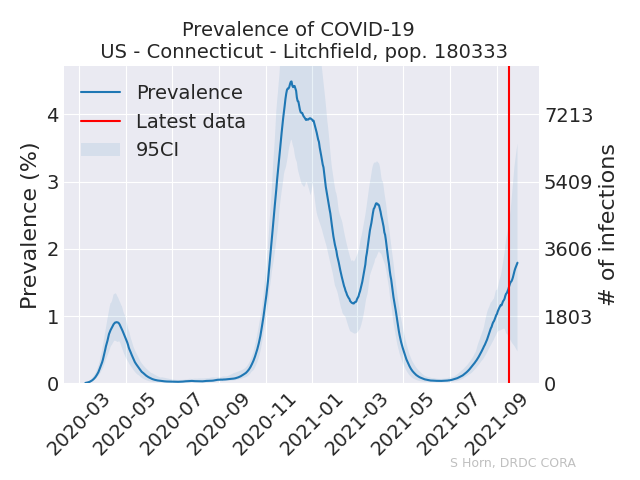 Prevalence of COVID-19
US - Connecticut - Litchfield, pop. 180333
Prevalence
Latest data
95CI
Prevalence (%)
4
3
2
1
0
7213
5409
3606
1803
0
# of infections
2020-03
2020-05
2020-07
2020-09
2020-11
2021-01
2021-03
2021-05
2021-07
2021-09
S Horn, DRDC CORA